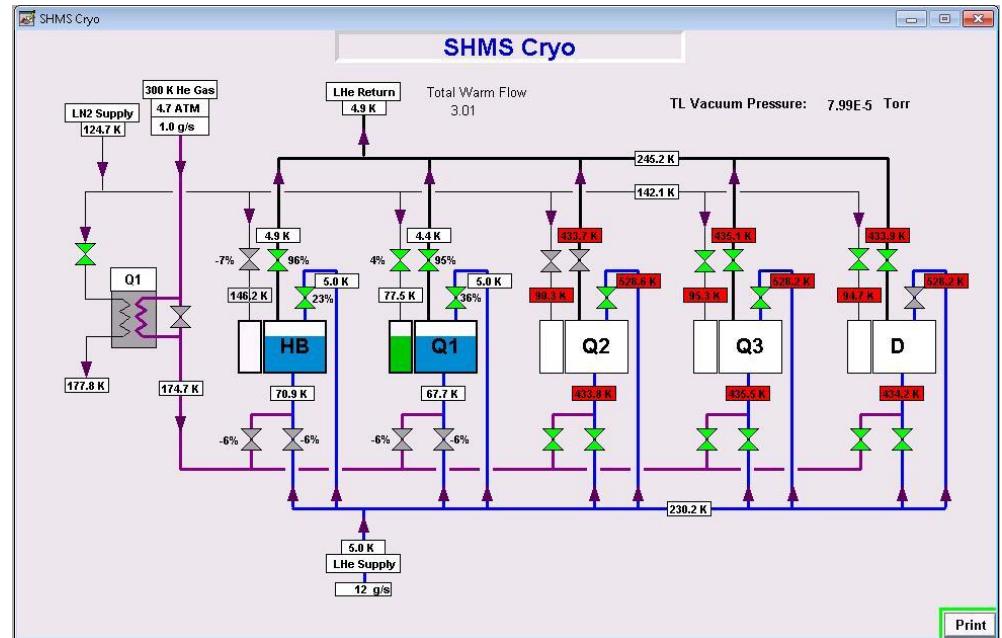 SHMS Cryo
SHMS Cryo
300 K He Gas
LHe Return
Total Warm Flow
LN2 Supply
4.7 ATM
4.9 K
3.01
TL Vacuum Pressure: 7.99E-5 Torr
124.7 K
1.0 g/s
245.2 K
142.1 K
4.9 K
4.4 K
433.7 K
435.1 K
433.9 K
-7%
96%
4%
95%
5.0 K
5.0 K
528.6 K
528.2 K
528.2 K
Q1
146.2 K
23%
77.5 K
36%
90.3 K
95.3 K
94.7 K
HB
Q1
Q2
Q3
D
177.8 K
174.7 K
70.9 K
67.7 K
433.8 K
435.5 K
434.2 K
-6%
-6%
-6%
-6%
230.2 K
5.0 K
LHe Supply
12 g/s
Print